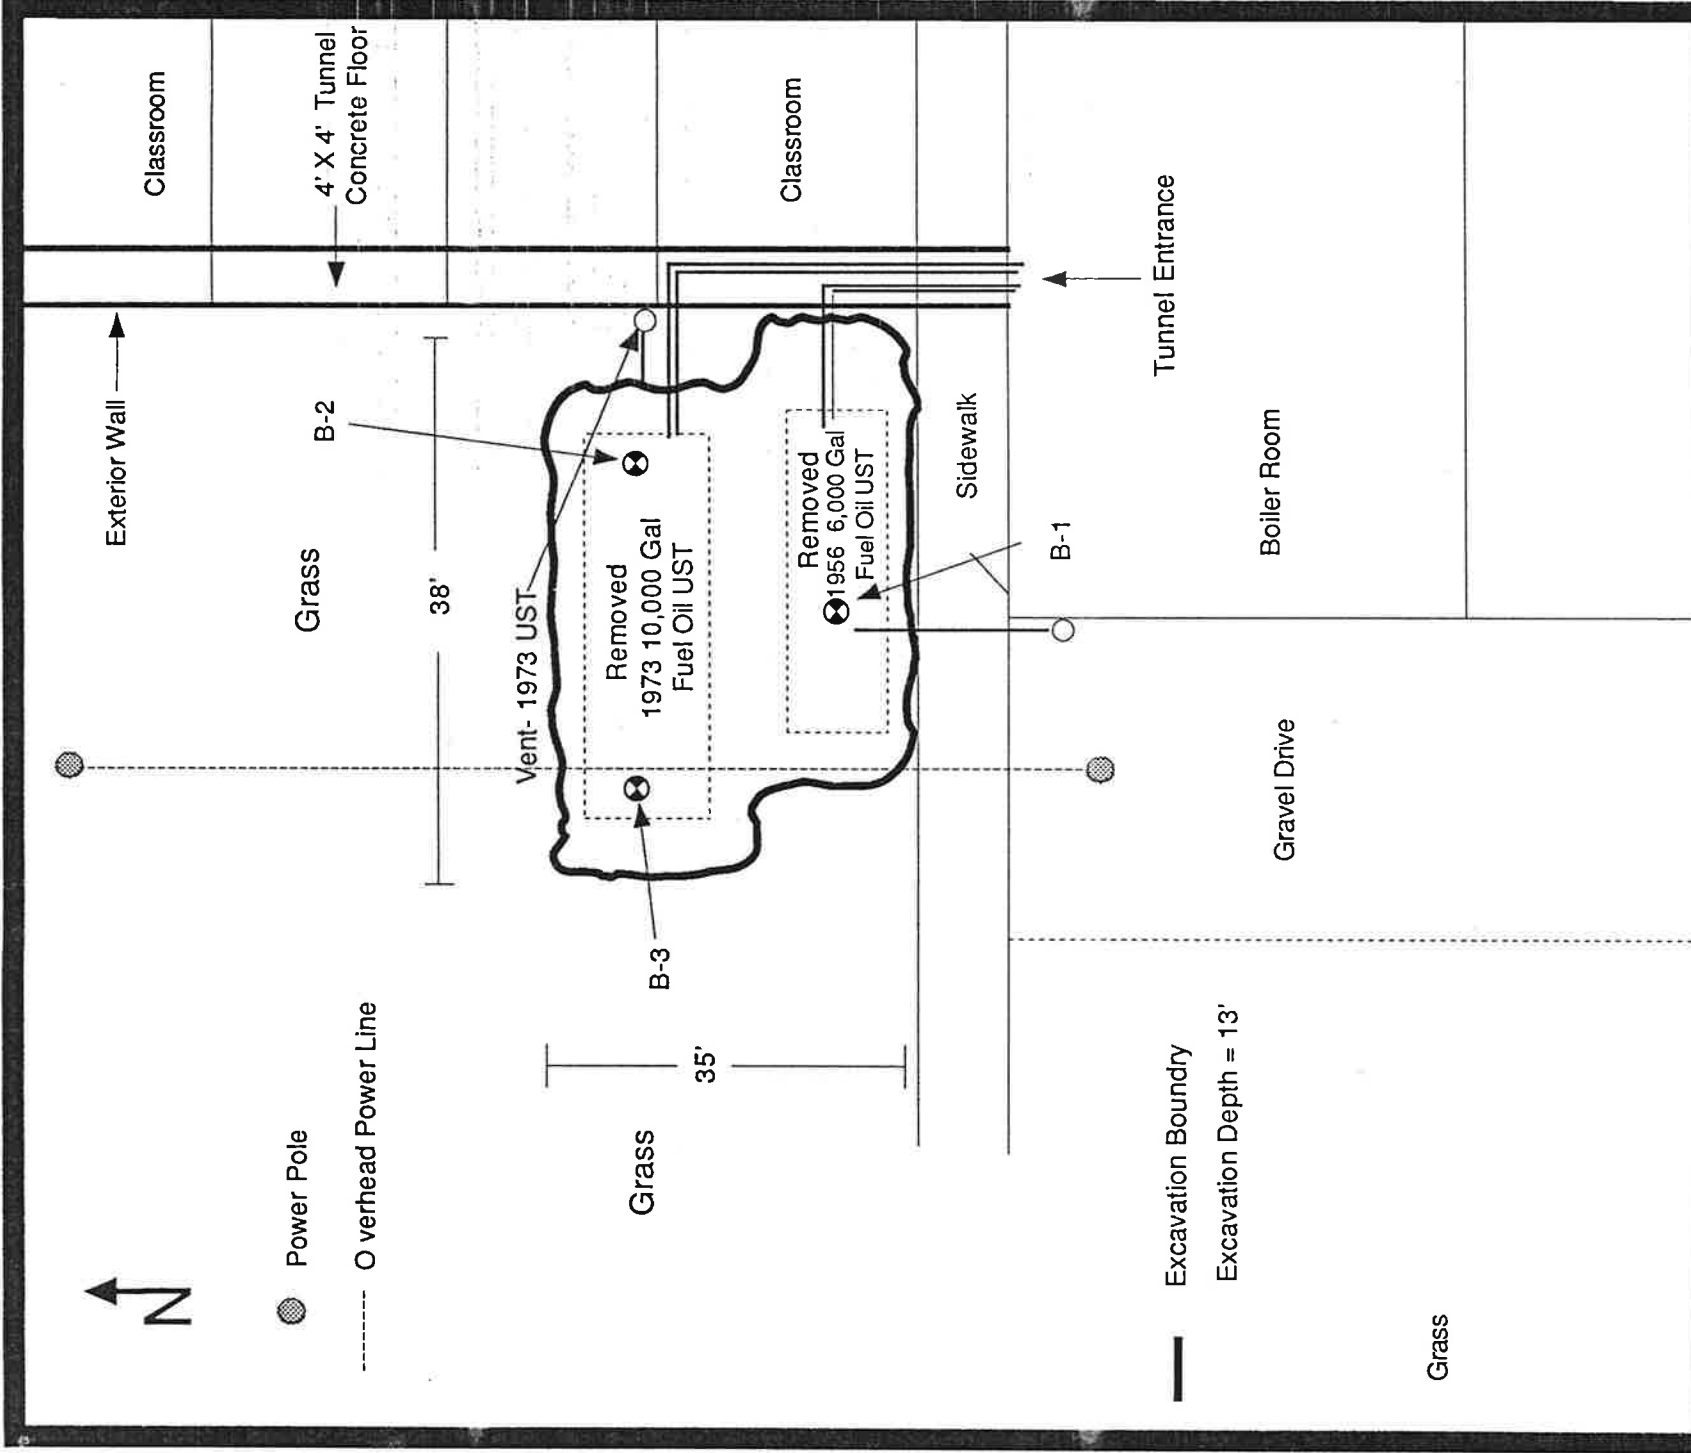 N
Power Pole
O verhead Power Line
Exterior Wall
Grass
38'
B-2
4' X 4' Tunnel
Concrete Floor
Classroom
Classroom
Vent- 1973 UST
Removed
1973 10,000 Gal
Fuel Oil UST
Removed
1956 6,000 Gal
Fuel Oil UST
B-3
35'
Grass
Sidewalk
B-1
Tunnel Entrance
Boiler Room
Gravel Drive
Excavation Boundry
Excavation Depth = 13'
Grass